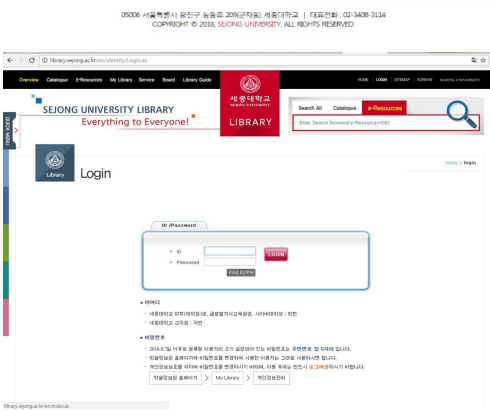 05006 서울특별시 광진구 능동로 209(군자동) 세종대학교 | 대표전화 : 02-3408-3114
COPYRIGHT © 2018, SEJONG UNIVERSITY. ALL RIGHTS RESERVED.
library.sejong.ac.kr/en/identity/Login.ax
Overview Catalogue E-Resources My Library Service Board Library Guide
HOME | LOGIN | SITEMAP | KOREAN SEJONG UNIVERSITY
세종대학교
SEJONG UNIVERSITY
LIBRARY
SEJONG UNIVERSITY LIBRARY
Everything to Everyone!
Search All Catalogue e-Resources
Enter Search Keyword(e-Resources+DB)
QUICK MENU
Library
Login
Home > login
ID /Password
ID
Password
LOGIN
Find ID/PW
아이디
- 세종대학교 학부(대학원)생, 글로벌지식교육원생, 사이버대학생 : 학번
- 세종대학교 교직원 : 직번
비밀번호
- 2014.8.7일 이후로 등록된 이용자의 초기 설정되어 있는 비밀번호는 주민번호 앞 6자리 입니다.
- 학술정보원 홈페이지에 비밀번호를 변경하여 사용한 이용자는 그대로 사용하시면 됩니다.
- 개인정보보호를 위하여 비밀번호를 변경하시기 바라며, 이용 후에는 반드시 로그아웃하시기 바랍니다.
학술정보원 홈페이지 > My Library > 개인정보관리
library.sejong.ac.kr/en/index.ax